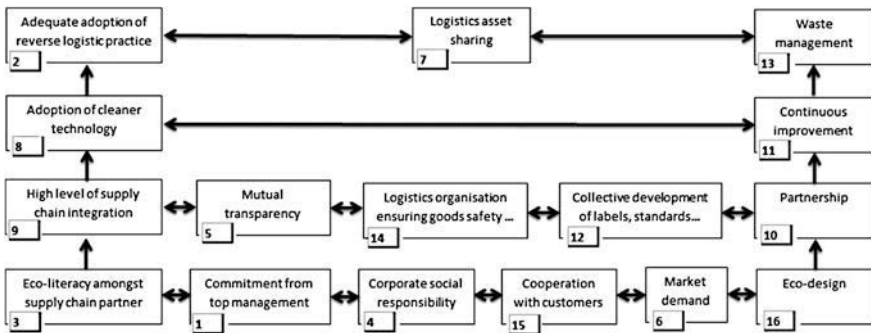 Adequate adoption of
reverse logistic practice
2
Logistics asset
sharing
7
Waste
management
13
Adoption of cleaner
technology
8
Continuous
improvement
11
High level of supply
chain integration
9
Mutual
transparency
5
Logistics organisation
ensuring goods safety ...
14
Collective development
of labels, standards...
12
Partnership
10
Eco-literacy amongst
supply chain partner
3
Commitment from
top management
1
Corporate social
responsibility
4
Cooperation
with customers
15
Market
demand
6
Eco-design
16